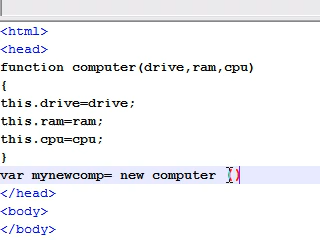 <html>
<head>
function computer(drive,ram,cpu)
{
this.drive=drive;
this.ram=ram;
this.cpu=cpu;
}
var mynewcomp= new computer ()
</head>
<body>
</body>